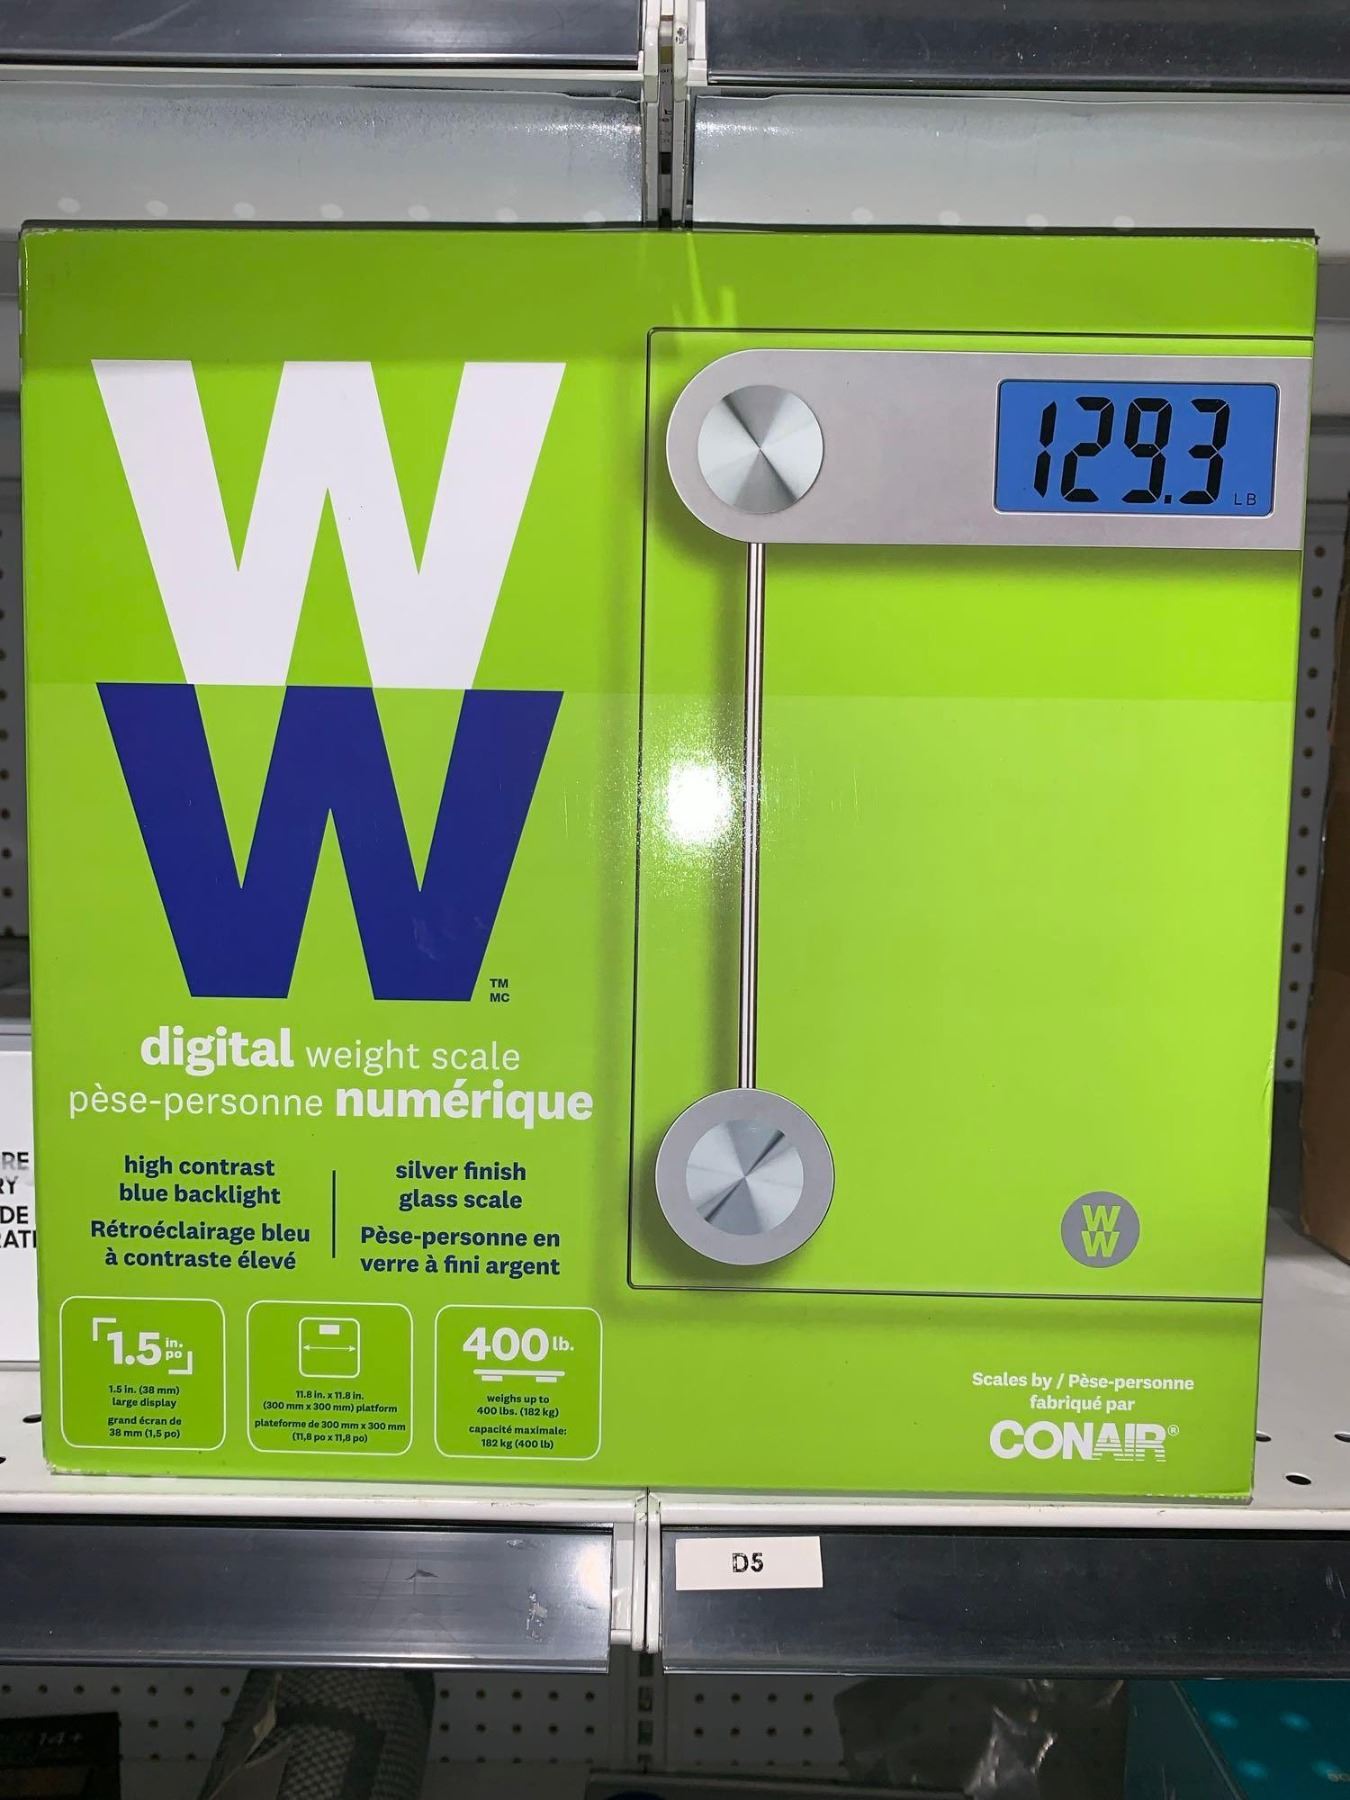 W
W
TM
MC
digital weight scale
pèse-personne numérique
high contrast
blue backlight
Rétroéclairage bleu
à contraste élevé
silver finish
glass scale
Pèse-personne en
verre à fini argent
1.5 in.
po
1.5 in. (38 mm)
large display
grand écran de
38 mm (1,5 po)
11.8 in. x 11.8 in.
(300 mm x 300 mm) platform
plateforme de 300 mm x 300 mm
(11,8 po x 11,8 po)
400 lb.
weighs up to
400 lbs. (182 kg)
capacité maximale:
182 kg (400 lb)
129.3 LB
W
W
Scales by / Pèse-personne
fabriqué par
CONAIR®
RE
RY
DE
D5
14+